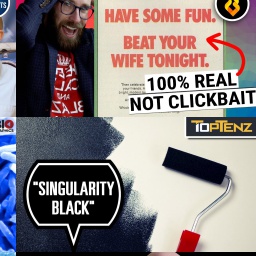 HAVE SOME FUN.
BEAT YOUR
WIFE TONIGHT.
100% REAL
NOT CLICKBAIT
TOPTENZ
"SINGULARITY
BLACK"